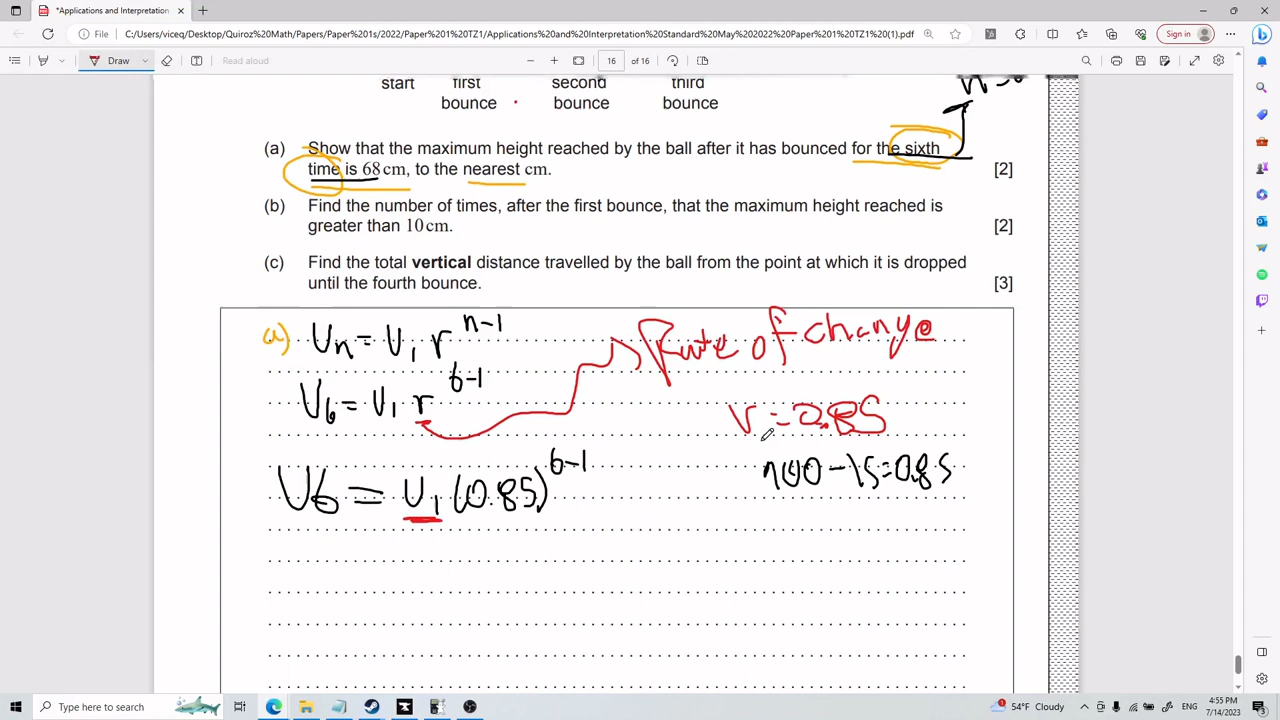 *Applications and Interpretation
File C:/Users/viceq/Desktop/Quiroz%20Math/Papers/Paper%201s/2022/Paper%201%20TZ1/Applications%20and%20Interpretation%20Standard%20May%202022%20Paper%201%20TZ1%20(1).pdf
Sign in
Draw
Read aloud
16 of 16
start first second third
bounce bounce bounce
(a) Show that the maximum height reached by the ball after it has bounced for the sixth
time is 68 cm, to the nearest cm. [2]
(b) Find the number of times, after the first bounce, that the maximum height reached is
greater than 10 cm. [2]
(c) Find the total vertical distance travelled by the ball from the point at which it is dropped
until the fourth bounce. [3]
a) Un = U1 r^n-1
Rate of change
U6 = U1 r^6-1
r = 0.85
100 - 15 = 0.85
U6 = U1 (0.85)^6-1
Type here to search
54°F Cloudy
4:55 PM
7/14/2023